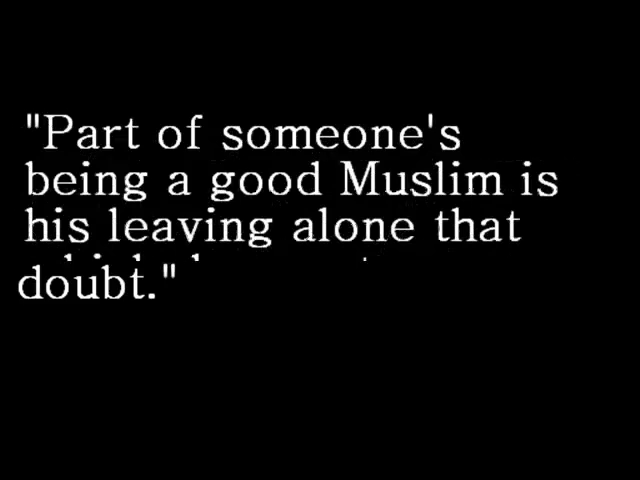 "Part of someone's
being a good Muslim is
his leaving alone that
doubt."